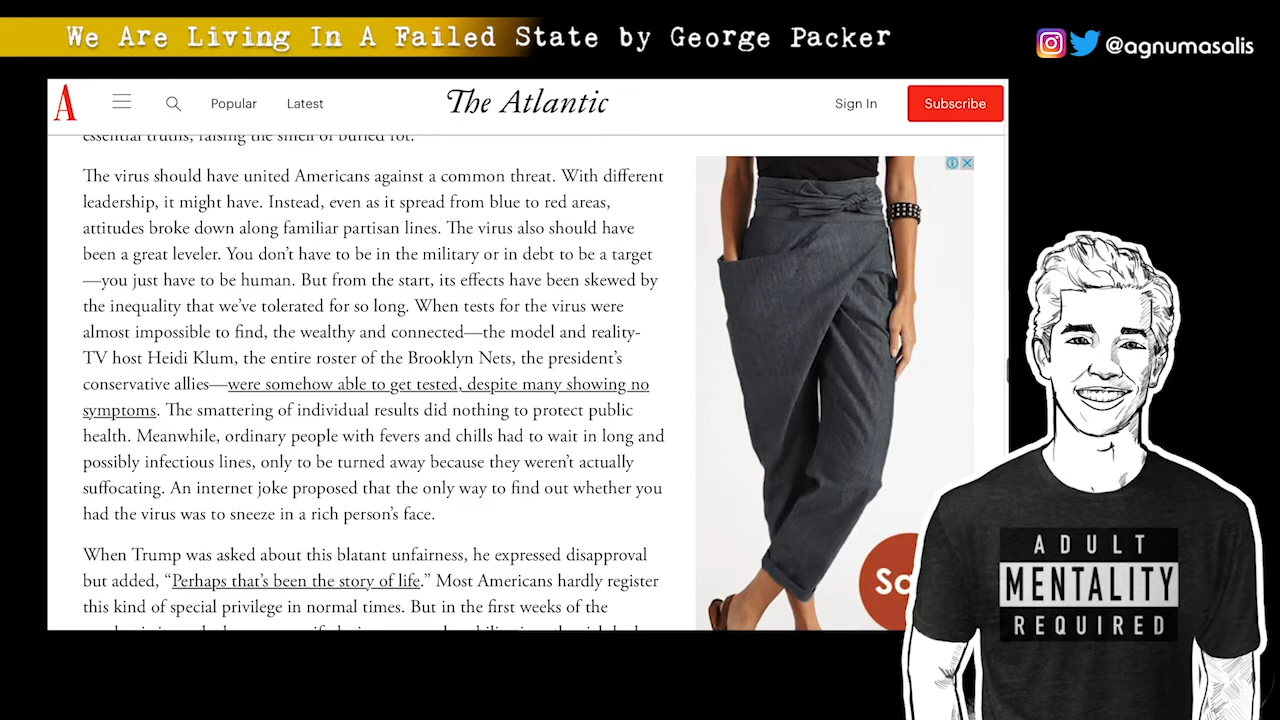 We Are Living In A Failed State by George Packer
@agnumasalis
A
Popular
Latest
The Atlantic
Sign In
Subscribe
essential truths, raising the smell of buried rot.
The virus should have united Americans against a common threat. With different
leadership, it might have. Instead, even as it spread from blue to red areas,
attitudes broke down along familiar partisan lines. The virus also should have
been a great leveler. You don’t have to be in the military or in debt to be a target
—you just have to be human. But from the start, its effects have been skewed by
the inequality that we’ve tolerated for so long. When tests for the virus were
almost impossible to find, the wealthy and connected—the model and reality-
TV host Heidi Klum, the entire roster of the Brooklyn Nets, the president’s
conservative allies—were somehow able to get tested, despite many showing no
symptoms. The smattering of individual results did nothing to protect public
health. Meanwhile, ordinary people with fevers and chills had to wait in long and
possibly infectious lines, only to be turned away because they weren’t actually
suffocating. An internet joke proposed that the only way to find out whether you
had the virus was to sneeze in a rich person’s face.
When Trump was asked about this blatant unfairness, he expressed disapproval
but added, “Perhaps that’s been the story of life.” Most Americans hardly register
this kind of special privilege in normal times. But in the first weeks of the
ADULT
MENTALITY
REQUIRED